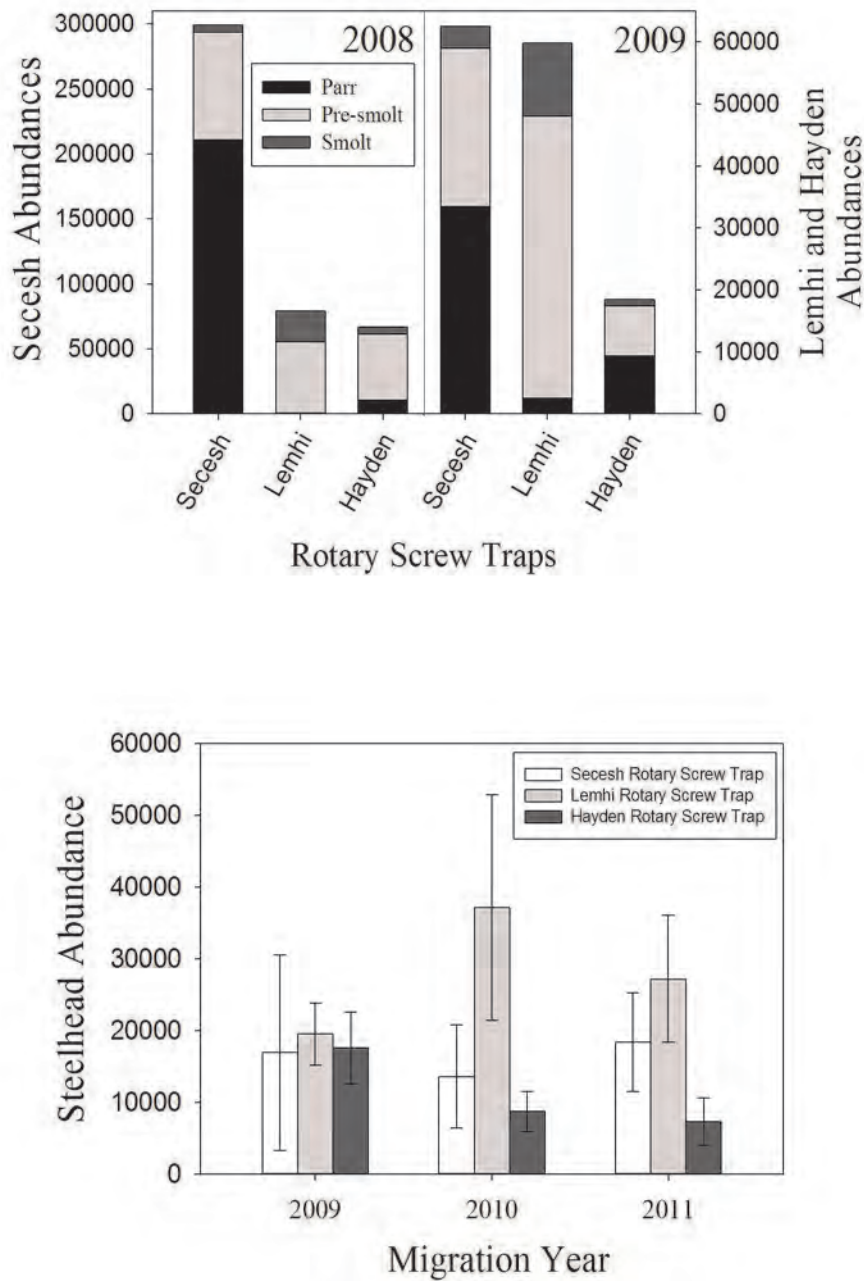 2008
2009
Parr
Pre-smolt
Smolt
Secesh Abundances
300000
250000
200000
150000
100000
50000
0
60000
50000
40000
30000
20000
10000
0
Lemhi and Hayden
Abundances
Secesh
Lemhi
Hayden
Secesh
Lemhi
Hayden
Rotary Screw Traps
Steelhead Abundance
60000
50000
40000
30000
20000
10000
0
Secesh Rotary Screw Trap
Lemhi Rotary Screw Trap
Hayden Rotary Screw Trap
2009
2010
2011
Migration Year